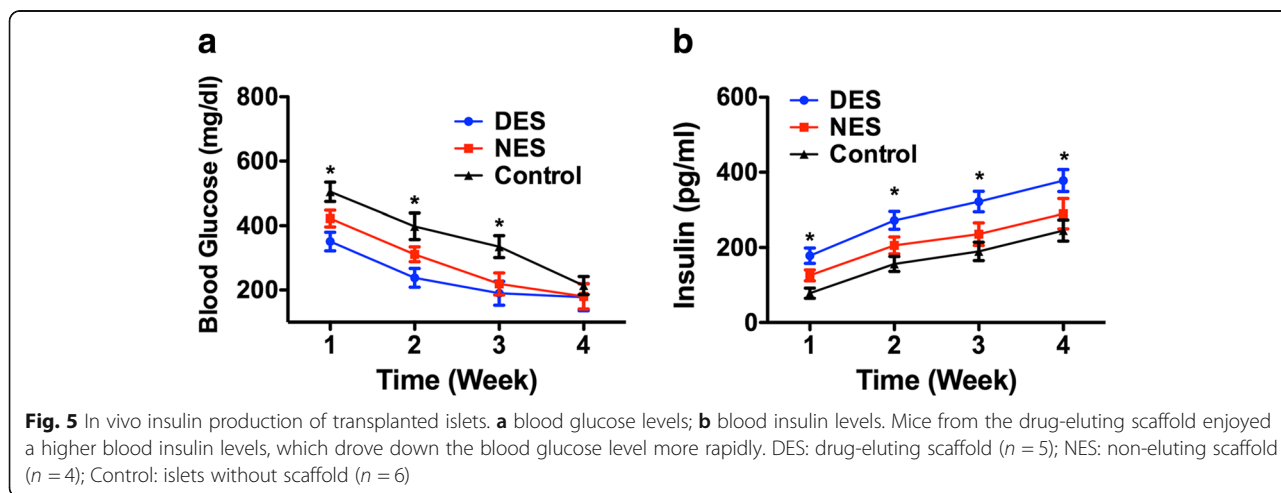 a
Blood Glucose (mg/dl)
800
600
400
200
DES
NES
Control
*
*
*
1 2 3 4
Time (Week)
b
Insulin (pg/ml)
600
400
200
0
DES
NES
Control
*
*
*
*
1 2 3 4
Time (Week)
Fig. 5 In vivo insulin production of transplanted islets. a blood glucose levels; b blood insulin levels. Mice from the drug-eluting scaffold enjoyed
a higher blood insulin levels, which drove down the blood glucose level more rapidly. DES: drug-eluting scaffold (n = 5); NES: non-eluting scaffold
(n = 4); Control: islets without scaffold (n = 6)